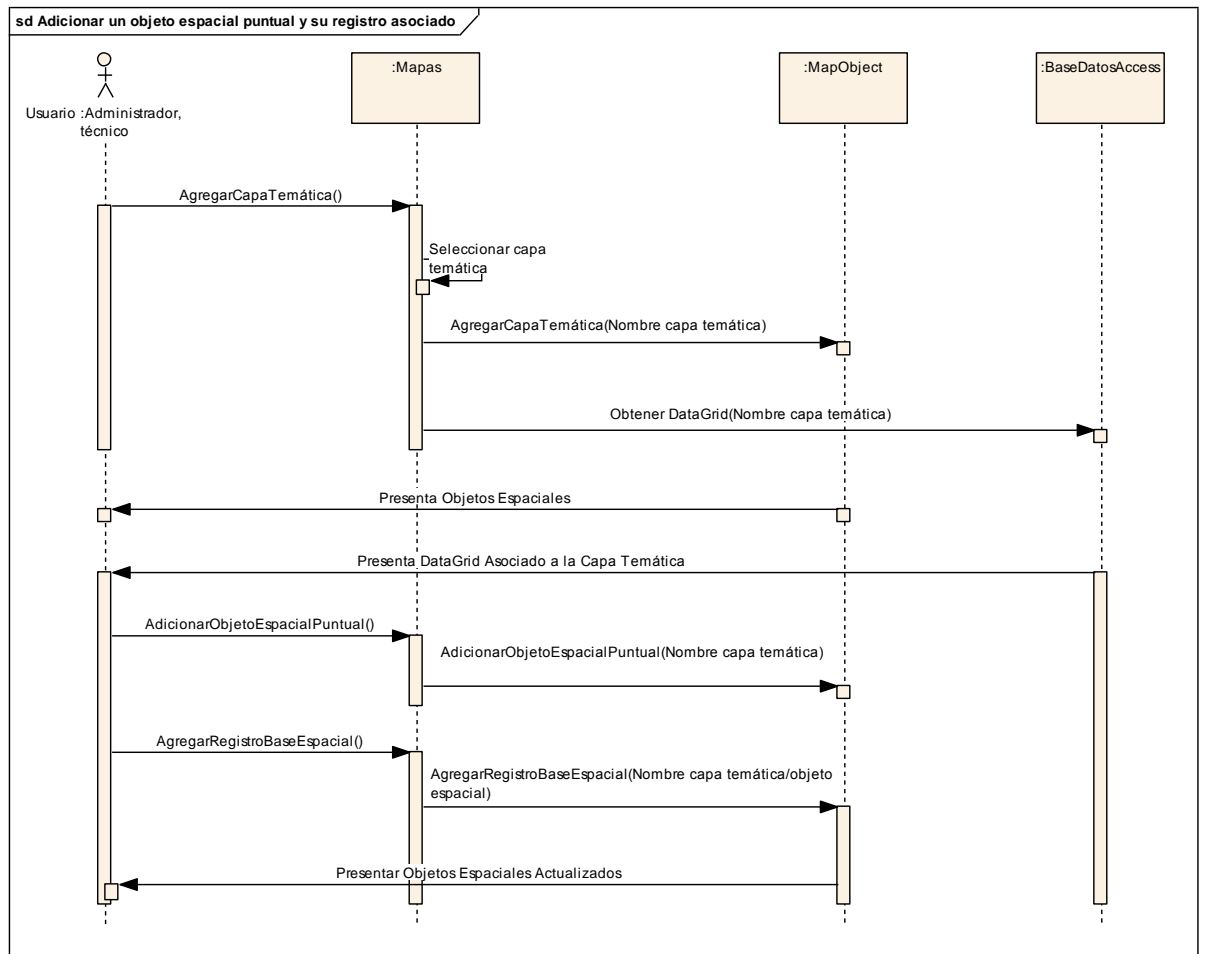 sd Adicionar un objeto espacial puntual y su registro asociado
Usuario :Administrador,
técnico
:Mapas
:MapObject
:BaseDatosAccess
AgregarCapaTemática()
Seleccionar capa
temática
AgregarCapaTemática(Nombre capa temática)
Obtener DataGrid(Nombre capa temática)
Presenta Objetos Espaciales
Presenta DataGrid Asociado a la Capa Temática
AdicionarObjetoEspacialPuntual()
AdicionarObjetoEspacialPuntual(Nombre capa temática)
AgregarRegistroBaseEspacial()
AgregarRegistroBaseEspacial(Nombre capa temática/objeto
espacial)
Presentar Objetos Espaciales Actualizados